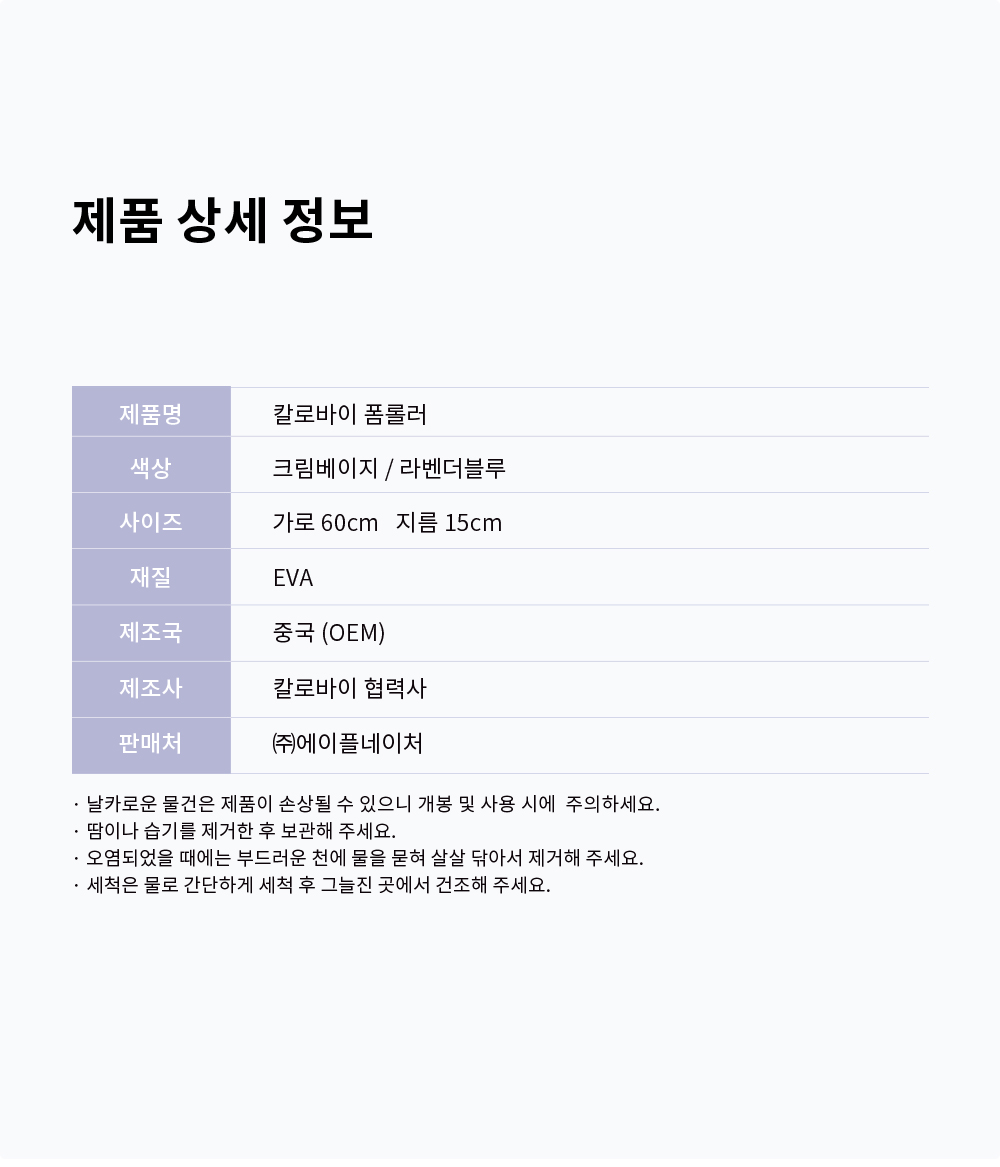 제품 상세 정보
제품명 칼로바이 폼롤러
색상 크림베이지 / 라벤더블루
사이즈 가로 60cm 지름 15cm
재질 EVA
제조국 중국 (OEM)
제조사 칼로바이 협력사
판매처 ㈜에이플네이처
· 날카로운 물건은 제품이 손상될 수 있으니 개봉 및 사용 시에 주의하세요.
· 땀이나 습기를 제거한 후 보관해 주세요.
· 오염되었을 때에는 부드러운 천에 물을 묻혀 살살 닦아서 제거해 주세요.
· 세척은 물로 간단하게 세척 후 그늘진 곳에서 건조해 주세요.